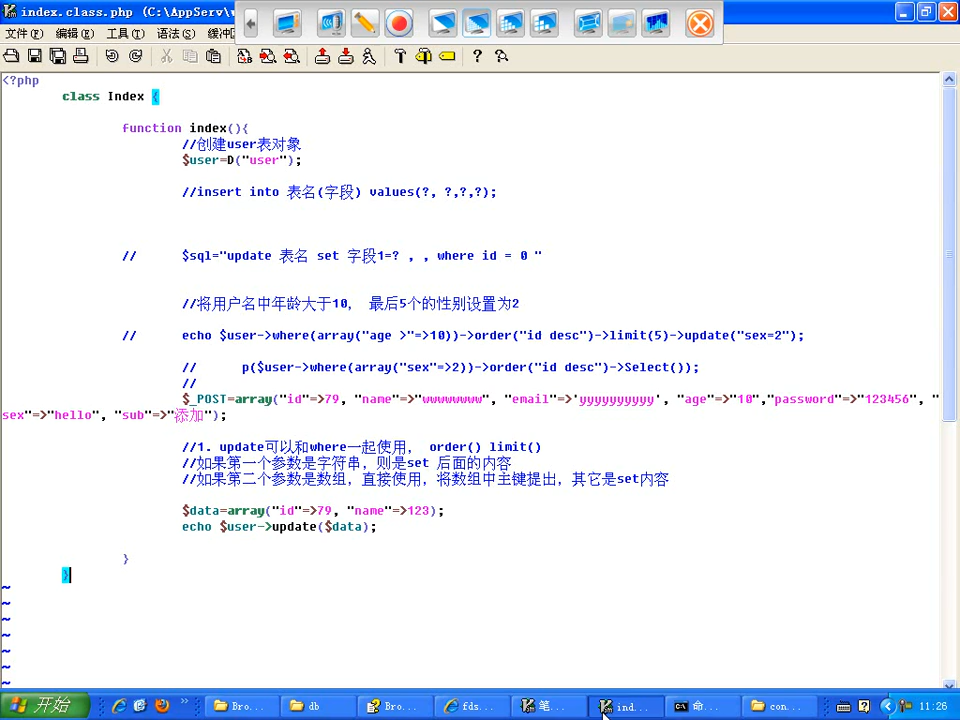 index.class.php (C:\AppServ\w
文件(F) 编辑(E) 工具(T) 语法(S) 缓冲区
<?php
class Index {
function index(){
//创建user表对象
$user=D("user");
//insert into 表名(字段) values(?, ?,?,?);
// $sql="update 表名 set 字段1=? , , where id = 0 "
//将用户名中年龄大于10, 最后5个的性别设置为2
// echo $user->where(array("age >"=>10))->order("id desc")->limit(5)->update("sex=2");
// p($user->where(array("sex"=>2))->order("id desc")->Select());
//
$_POST=array("id"=>79, "name"=>"wwwwwwww", "email"=>'yyyyyyyyyy', "age"=>"10","password"=>"123456", "
sex"=>"hello", "sub"=>"添加");
//1. update可以和where一起使用, order() limit()
//如果第一个参数是字符串，则是set 后面的内容
//如果第二个参数是数组，直接使用，将数组中主键提出，其它是set内容
$data=array("id"=>79, "name"=>123);
echo $user->update($data);
}
}
~
~
~
~
~
~
~
开始 Bro... db Bro... fds... 笔... ind... 命... con... 11:26